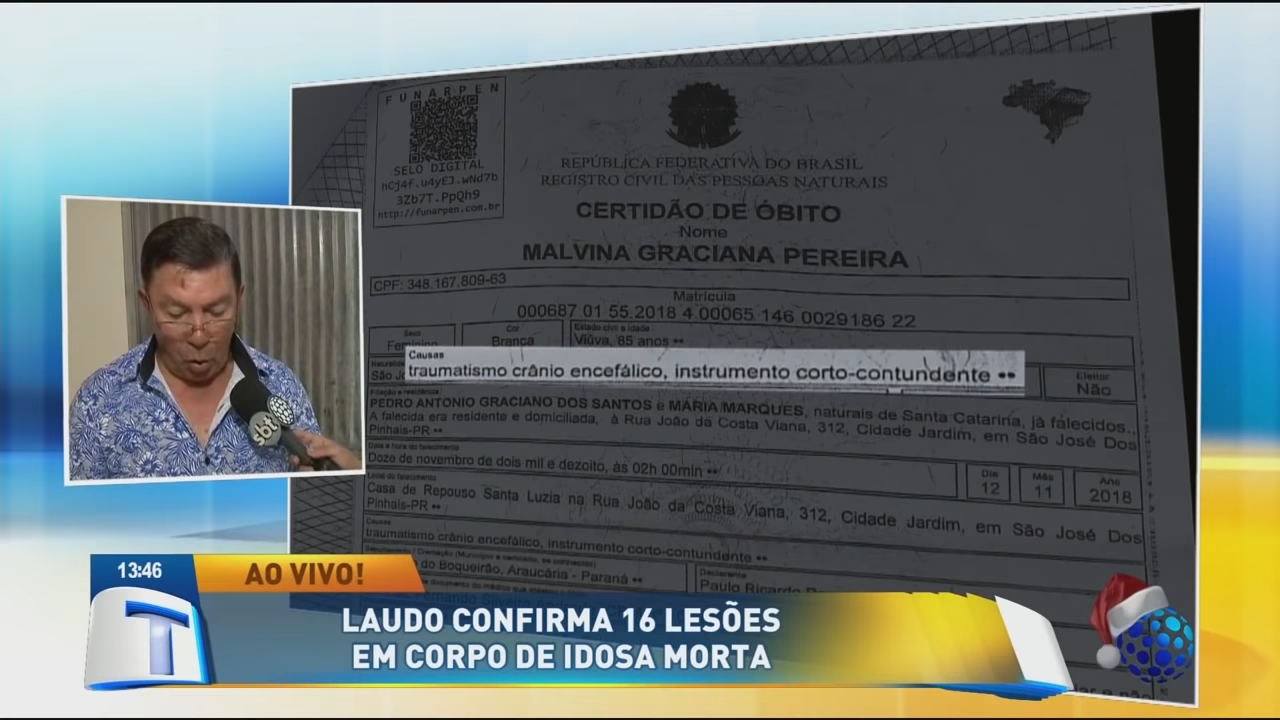 FUNARPEN
SELO DIGITAL
hCj4f.u4yEJ.wNd7b
3Zb7T.PpQh9
http://funarpen.com.br
REPÚBLICA FEDERATIVA DO BRASIL
REGISTRO CIVIL DAS PESSOAS NATURAIS
CERTIDÃO DE ÓBITO
Nome
MALVINA GRACIANA PEREIRA
CPF: 348.167.809-63
Matrícula
000687 01 55 2018 4 00065 146 0029186 22
Sexo
Cor
Estado civil e idade
Feminino
Branca
Viúva, 85 anos ••
Causas
traumatismo crânio encefálico, instrumento corto-contundente ••
São
Eleitor
Não
Filiação e residência
PEDRO ANTONIO GRACIANO DOS SANTOS e MARIA MARQUES, naturais de Santa Catarina, já falecidos.,
A falecida era residente e domiciliada, à Rua João da Costa Viana, 312, Cidade Jardim, em São José Dos
Pinhais-PR ••
Data e hora do falecimento
Doze de novembro de dois mil e dezoito, às 02h 00min ••
Dia
12
Mês
11
Ano
2018
Local do falecimento
Casa de Repouso Santa Luzia na Rua João da Costa Viana, 312, Cidade Jardim, em São José Dos
Pinhais-PR ••
Causas
traumatismo crânio encefálico, instrumento corto-contundente ••
do Boqueirão, Araucária - Paraná ••
Declarante
Paulo Ricardo
sbt
13:46
AO VIVO!
T
LAUDO CONFIRMA 16 LESÕES
EM CORPO DE IDOSA MORTA